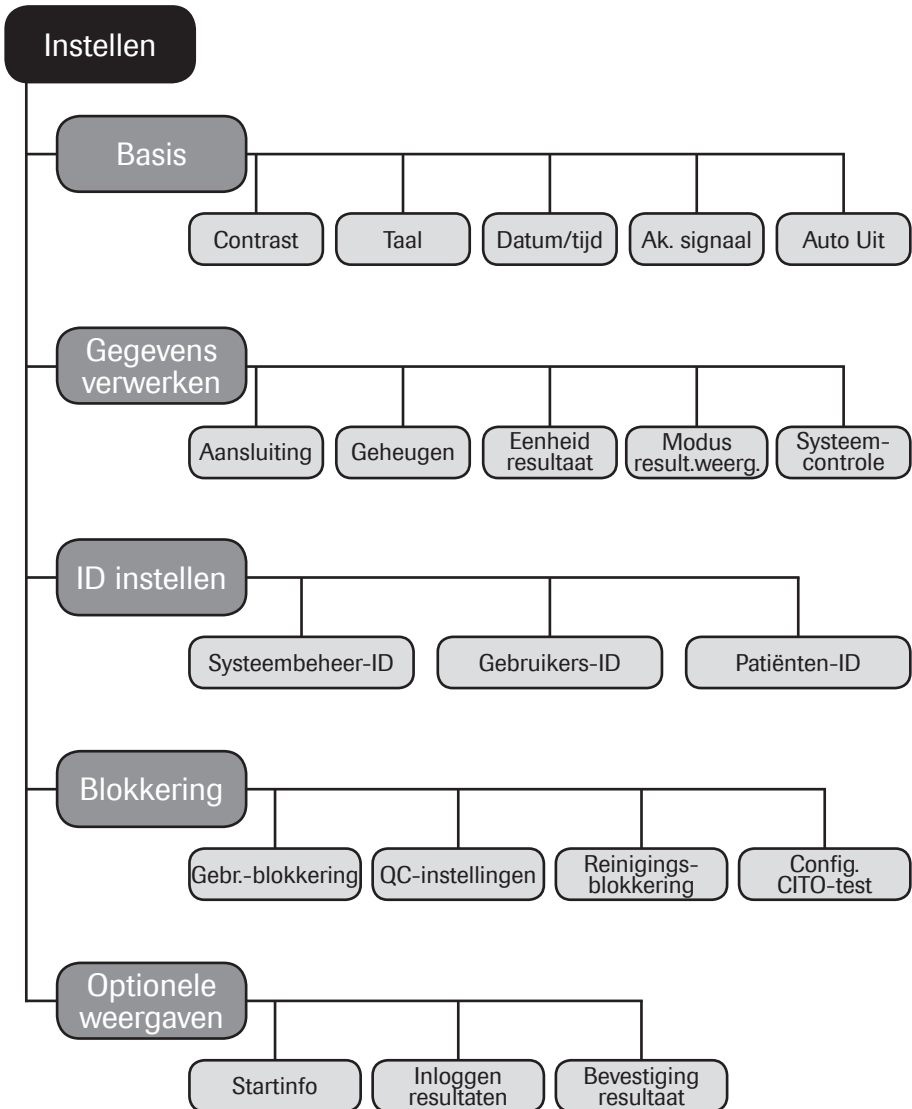 Instellen
Basis
Contrast
Taal
Datum/tijd
Ak. signaal
Auto Uit
Gegevens
verwerken
Aansluiting
Geheugen
Eenheid
resultaat
Modus
result.weerg.
Systeem-
controle
ID instellen
Systeembeheer-ID
Gebruikers-ID
Patiënten-ID
Blokkering
Gebr.-blokkering
QC-instellingen
Reinigings-
blokkering
Config.
CITO-test
Optionele
weergaven
Startinfo
Inloggen
resultaten
Bevestiging
resultaat